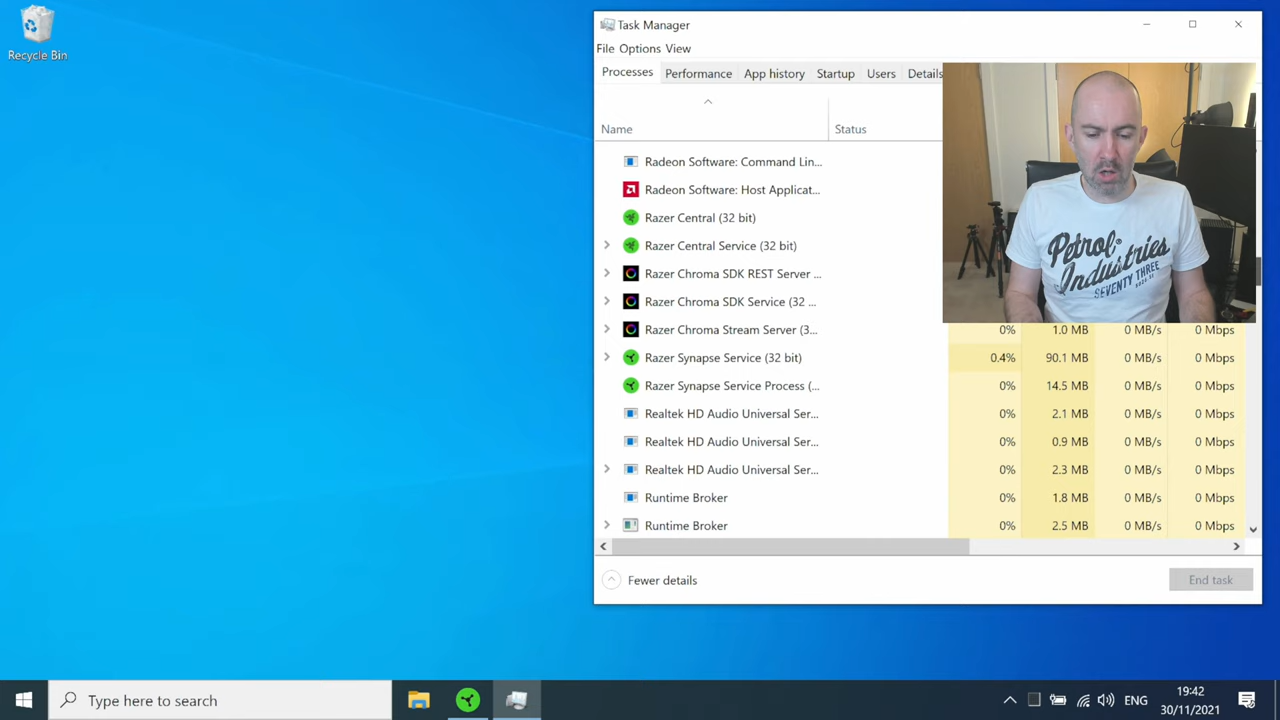 Recycle Bin
Task Manager
File Options View
Processes Performance App history Startup Users Details
Name Status
Radeon Software: Command Lin...
Radeon Software: Host Applicat...
Razer Central (32 bit)
Razer Central Service (32 bit)
Razer Chroma SDK REST Server ...
Razer Chroma SDK Service (32 ...
Razer Chroma Stream Server (3... 0% 1.0 MB 0 MB/s 0 Mbps
Razer Synapse Service (32 bit) 0.4% 90.1 MB 0 MB/s 0 Mbps
Razer Synapse Service Process (... 0% 14.5 MB 0 MB/s 0 Mbps
Realtek HD Audio Universal Ser... 0% 2.1 MB 0 MB/s 0 Mbps
Realtek HD Audio Universal Ser... 0% 0.9 MB 0 MB/s 0 Mbps
Realtek HD Audio Universal Ser... 0% 2.3 MB 0 MB/s 0 Mbps
Runtime Broker 0% 1.8 MB 0 MB/s 0 Mbps
Runtime Broker 0% 2.5 MB 0 MB/s 0 Mbps
Fewer details End task
Petrol
Industries
SEVENTY THREE
Type here to search
ENG
19:42
30/11/2021